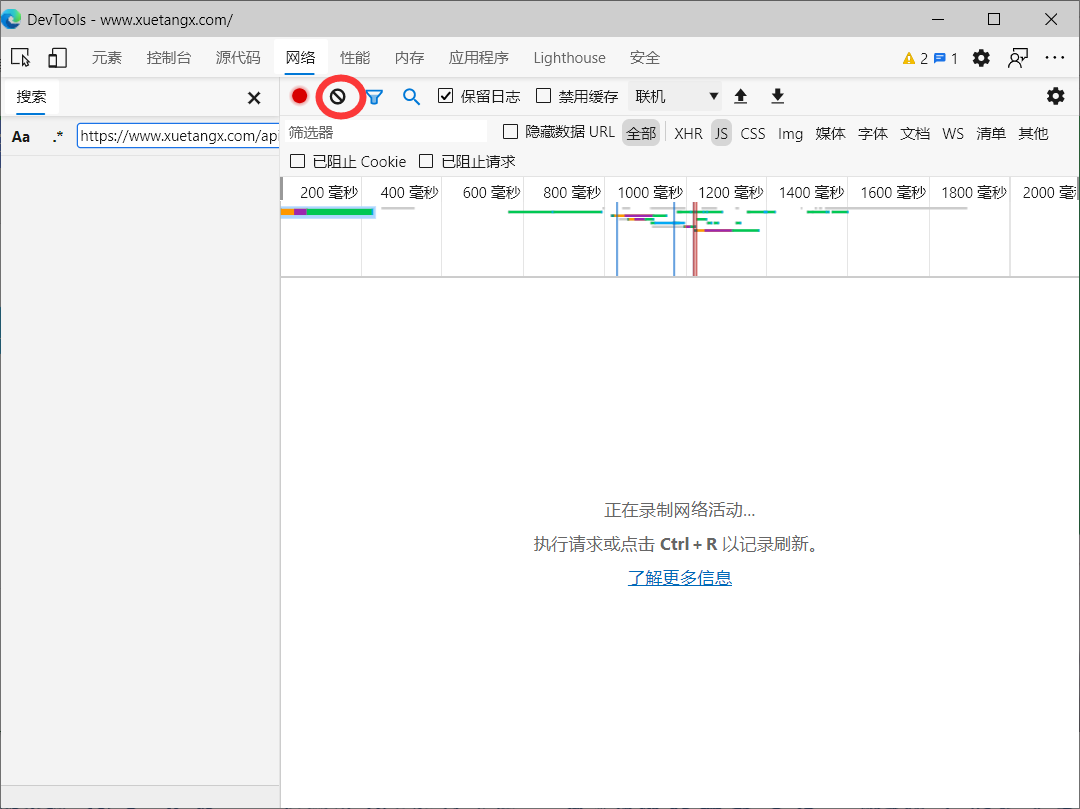 DevTools - www.xuetangx.com/
元素 控制台 源代码 网络 性能 内存 应用程序 Lighthouse 安全 2 1
搜索
保留日志 禁用缓存 联机
Aa .* https://www.xuetangx.com/ap
筛选器 隐藏数据 URL 全部 XHR JS CSS Img 媒体 字体 文档 WS 清单 其他
已阻止 Cookie 已阻止请求
200 毫秒 400 毫秒 600 毫秒 800 毫秒 1000 毫秒 1200 毫秒 1400 毫秒 1600 毫秒 1800 毫秒 2000 毫
正在录制网络活动...
执行请求或点击 Ctrl + R 以记录刷新。
了解更多信息